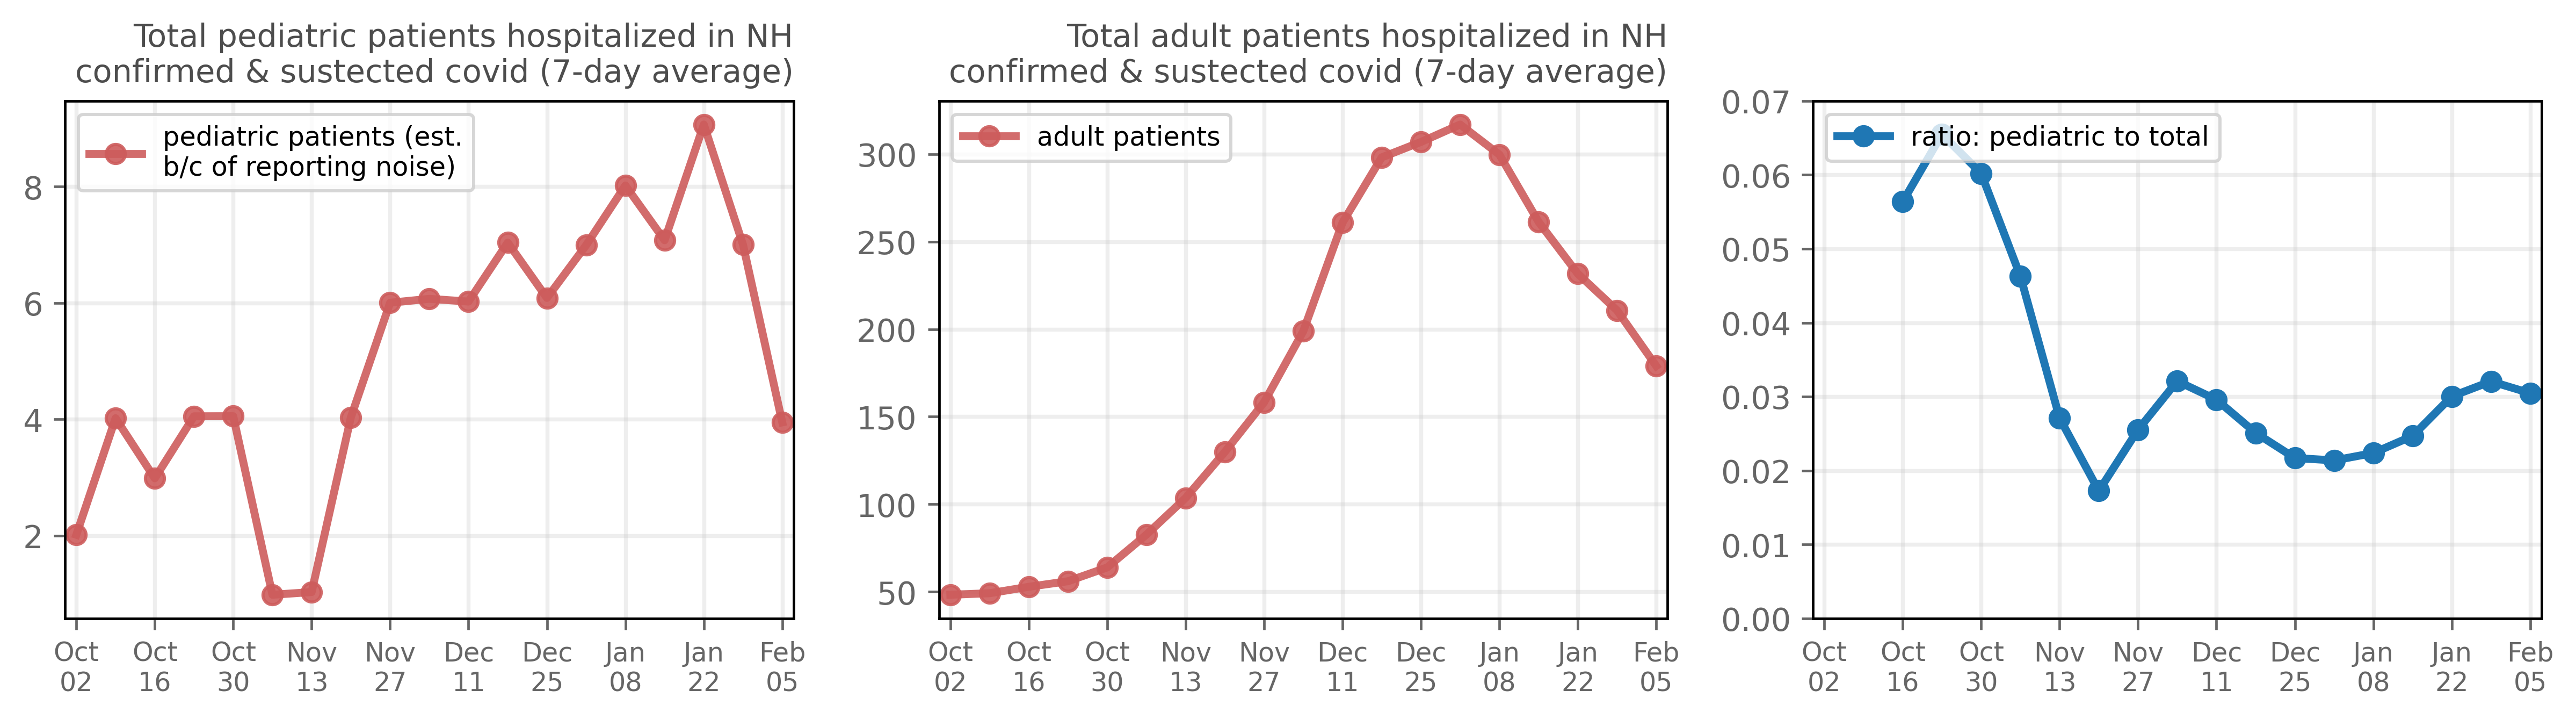 Total pediatric patients hospitalized in NH
confirmed & sustected covid (7-day average)
pediatric patients (est.
b/c of reporting noise)
8
6
4
2
Oct Oct Oct Nov Nov Dec Dec Jan Jan Feb
02 16 30 13 27 11 25 08 22 05
Total adult patients hospitalized in NH
confirmed & sustected covid (7-day average)
adult patients
300
250
200
150
100
50
Oct Oct Oct Nov Nov Dec Dec Jan Jan Feb
02 16 30 13 27 11 25 08 22 05
ratio: pediatric to total
0.07
0.06
0.05
0.04
0.03
0.02
0.01
0.00
Oct Oct Oct Nov Nov Dec Dec Jan Jan Feb
02 16 30 13 27 11 25 08 22 05